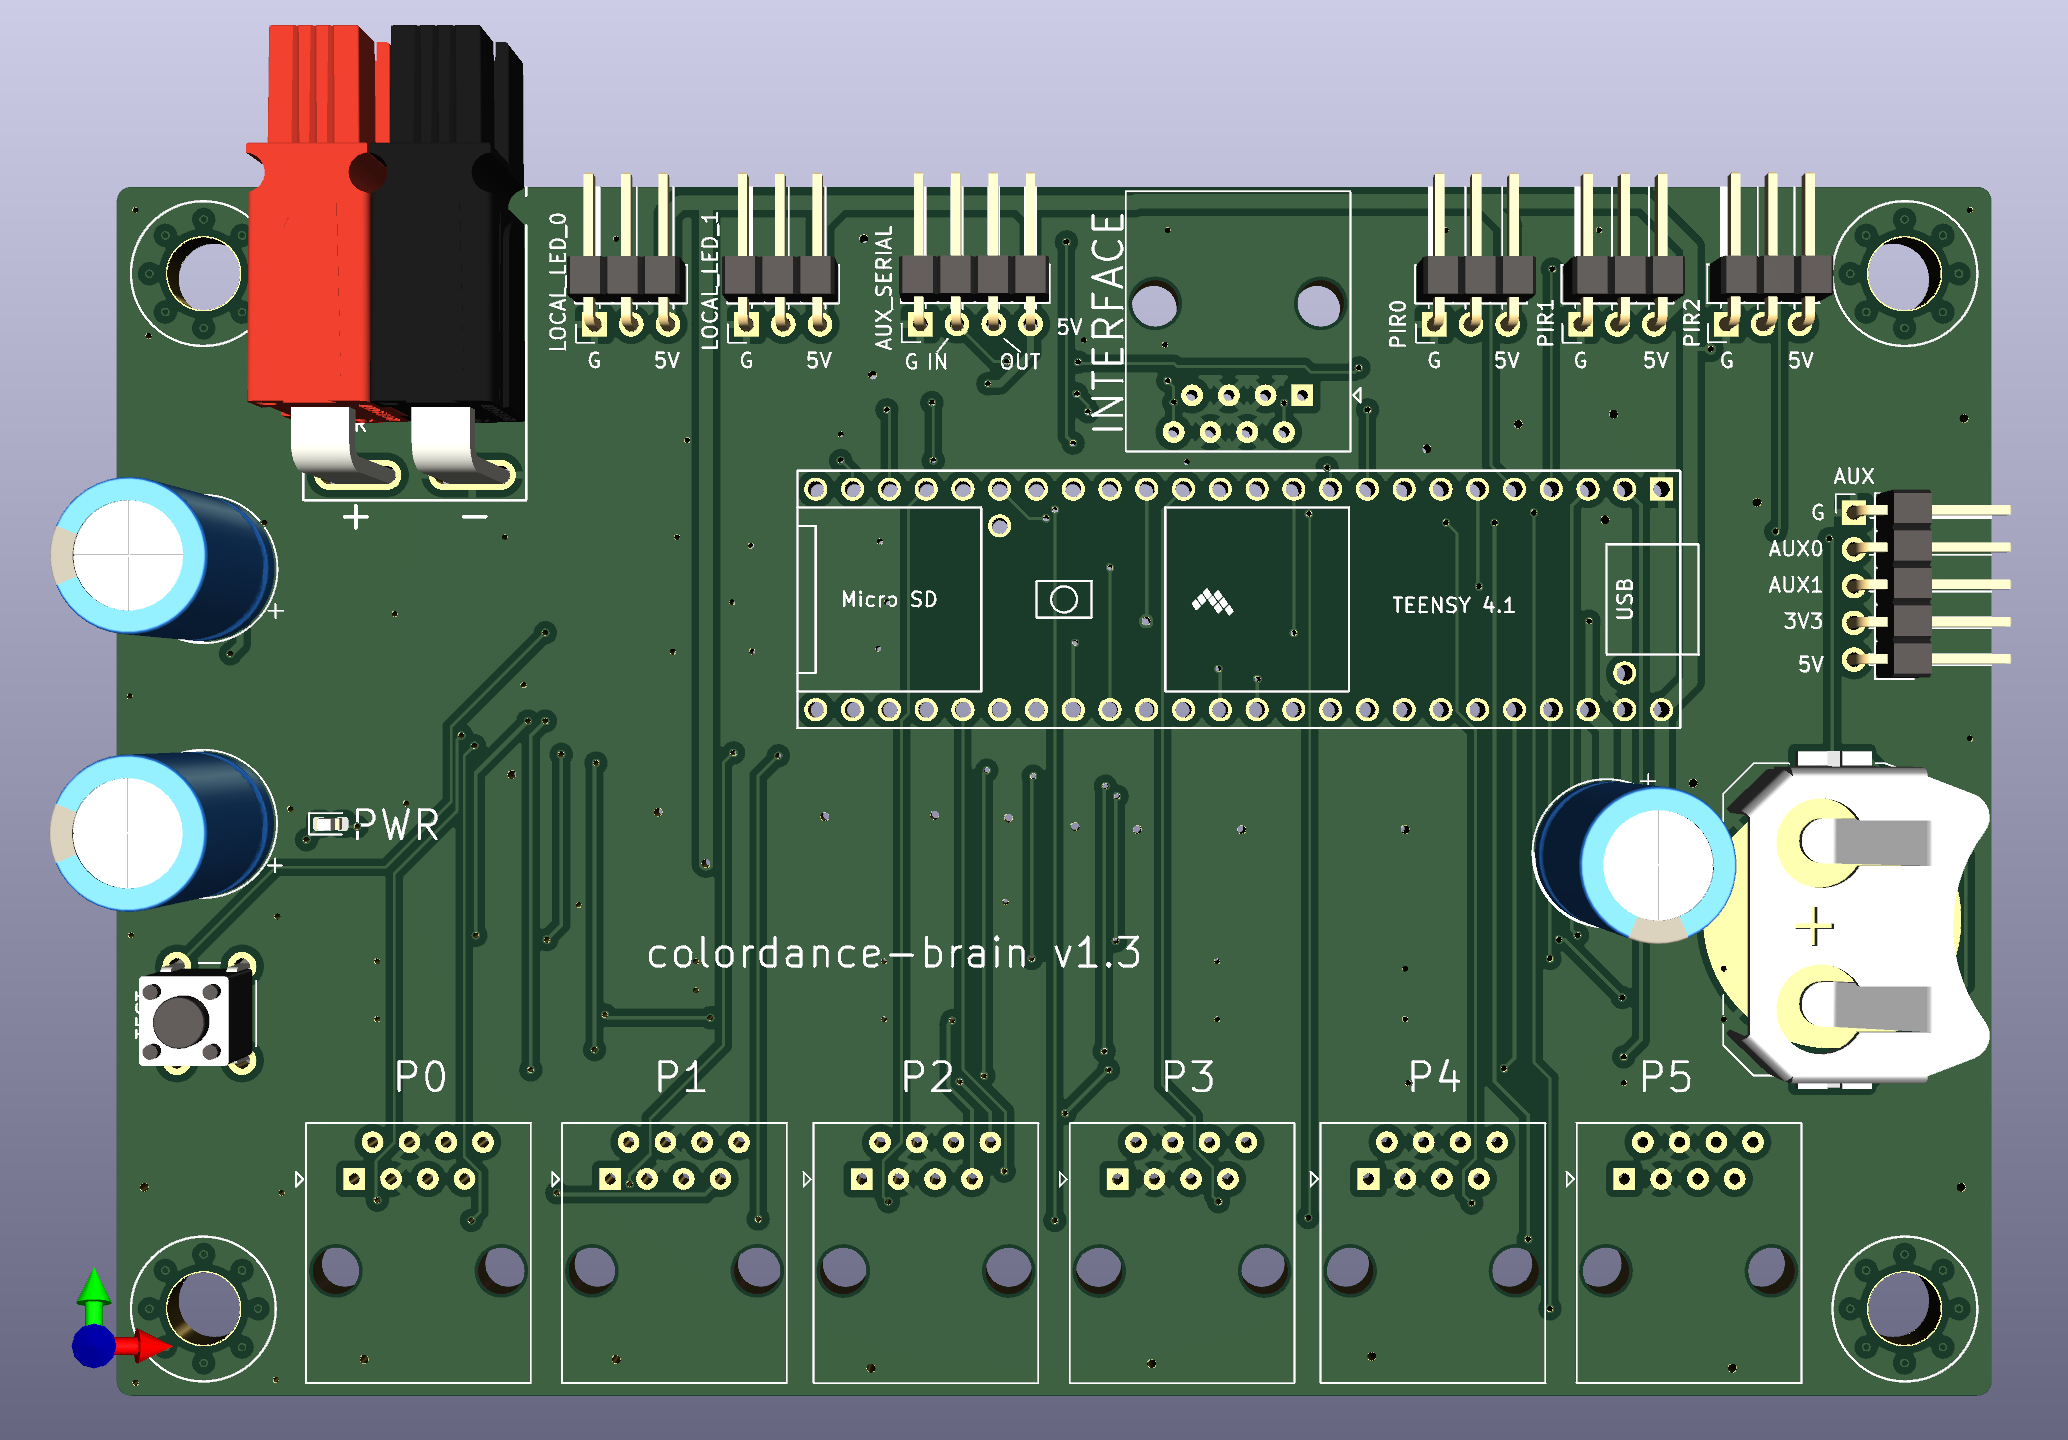 LOCAL_LED_0
G 5V
LOCAL_LED_1
G 5V
AUX_SERIAL
G IN OUT
5V
INTERFACE
PIR0
G 5V
PIR1
G 5V
PIR2
G 5V
R
+ −
AUX
G
AUX0
AUX1
3V3
5V
Micro SD
TEENSY 4.1
USB
+
PWR
+
+
+
colordance-brain v1.3
P0
P1
P2
P3
P4
P5